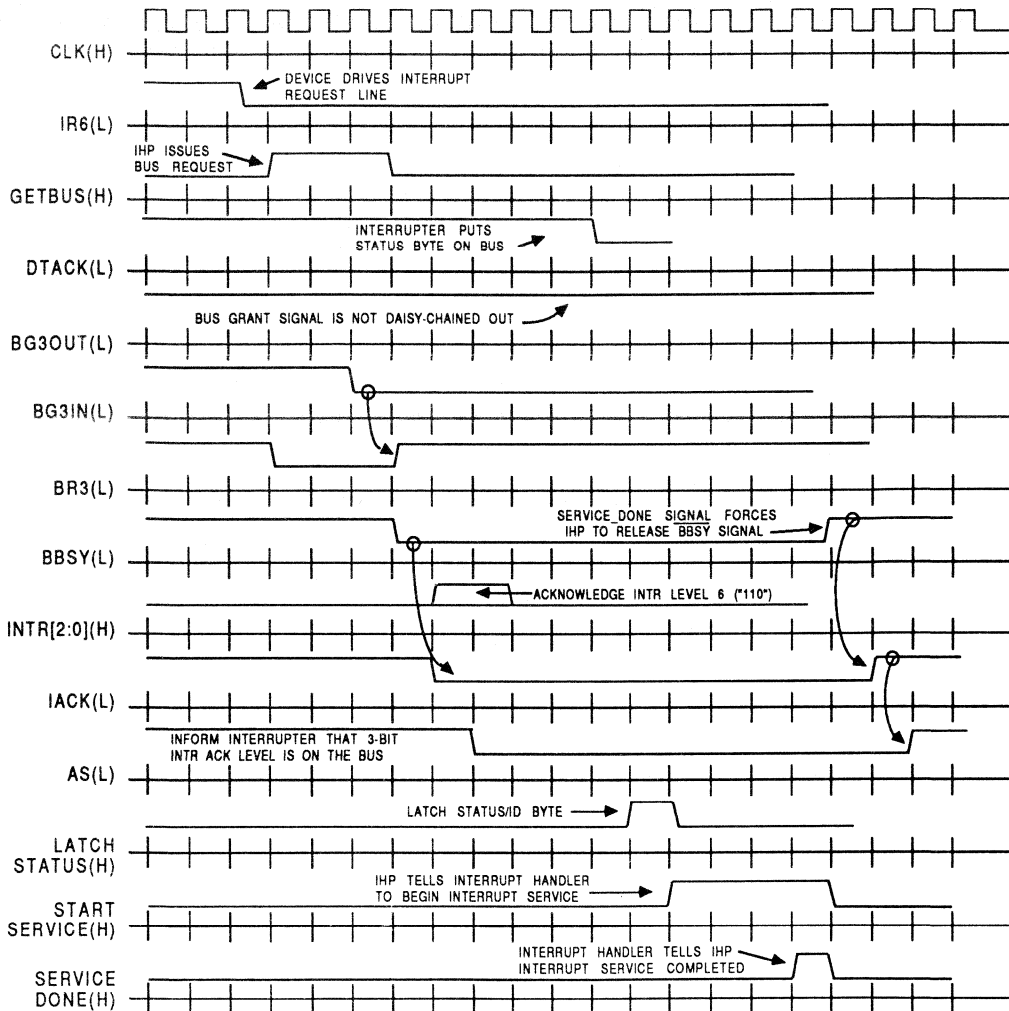 CLK(H)
DEVICE DRIVES INTERRUPT
REQUEST LINE
IR6(L)
IHP ISSUES
BUS REQUEST
GETBUS(H)
INTERRUPTER PUTS
STATUS BYTE ON BUS
DTACK(L)
BUS GRANT SIGNAL IS NOT DAISY-CHAINED OUT
BG3OUT(L)
BG3IN(L)
BR3(L)
SERVICE_DONE SIGNAL FORCES
IHP TO RELEASE BBSY SIGNAL
BBSY(L)
ACKNOWLEDGE INTR LEVEL 6 ("110")
INTR[2:0](H)
IACK(L)
INFORM INTERRUPTER THAT 3-BIT
INTR ACK LEVEL IS ON THE BUS
AS(L)
LATCH STATUS/ID BYTE
LATCH
STATUS(H)
IHP TELLS INTERRUPT HANDLER
TO BEGIN INTERRUPT SERVICE
START
SERVICE(H)
INTERRUPT HANDLER TELLS IHP
INTERRUPT SERVICE COMPLETED
SERVICE
DONE(H)